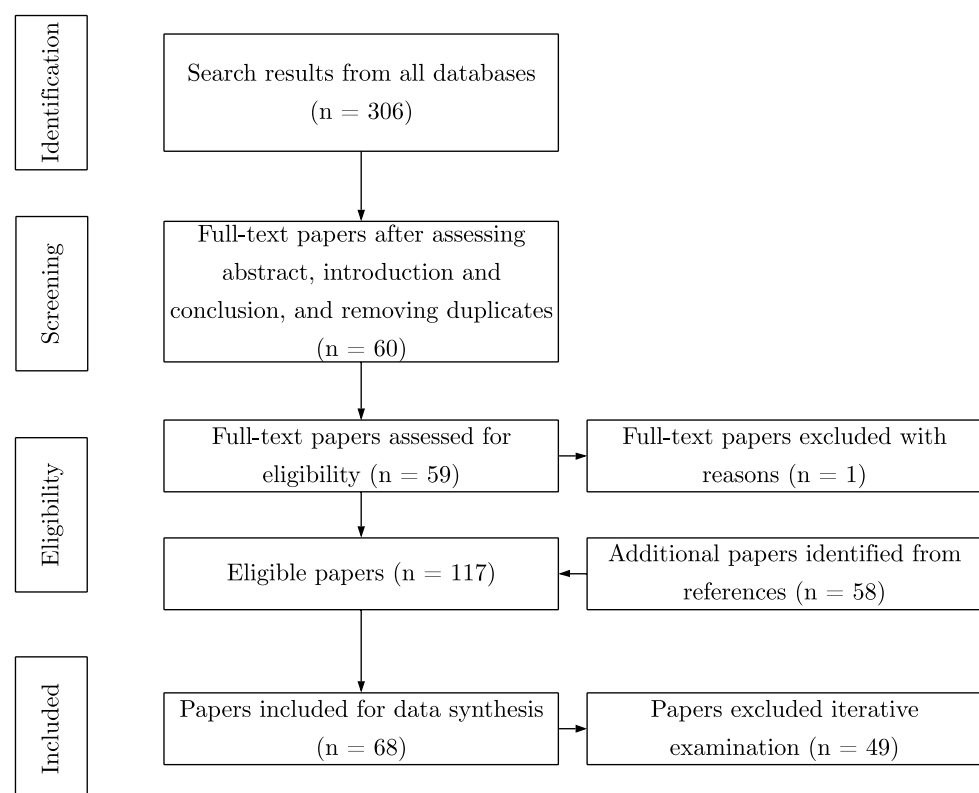 Identification
Search results from all databases
(n = 306)
Screening
Full-text papers after assessing
abstract, introduction and
conclusion, and removing duplicates
(n = 60)
Eligibility
Full-text papers assessed for
eligibility (n = 59)
Full-text papers excluded with
reasons (n = 1)
Eligible papers (n = 117)
Additional papers identified from
references (n = 58)
Included
Papers included for data synthesis
(n = 68)
Papers excluded iterative
examination (n = 49)